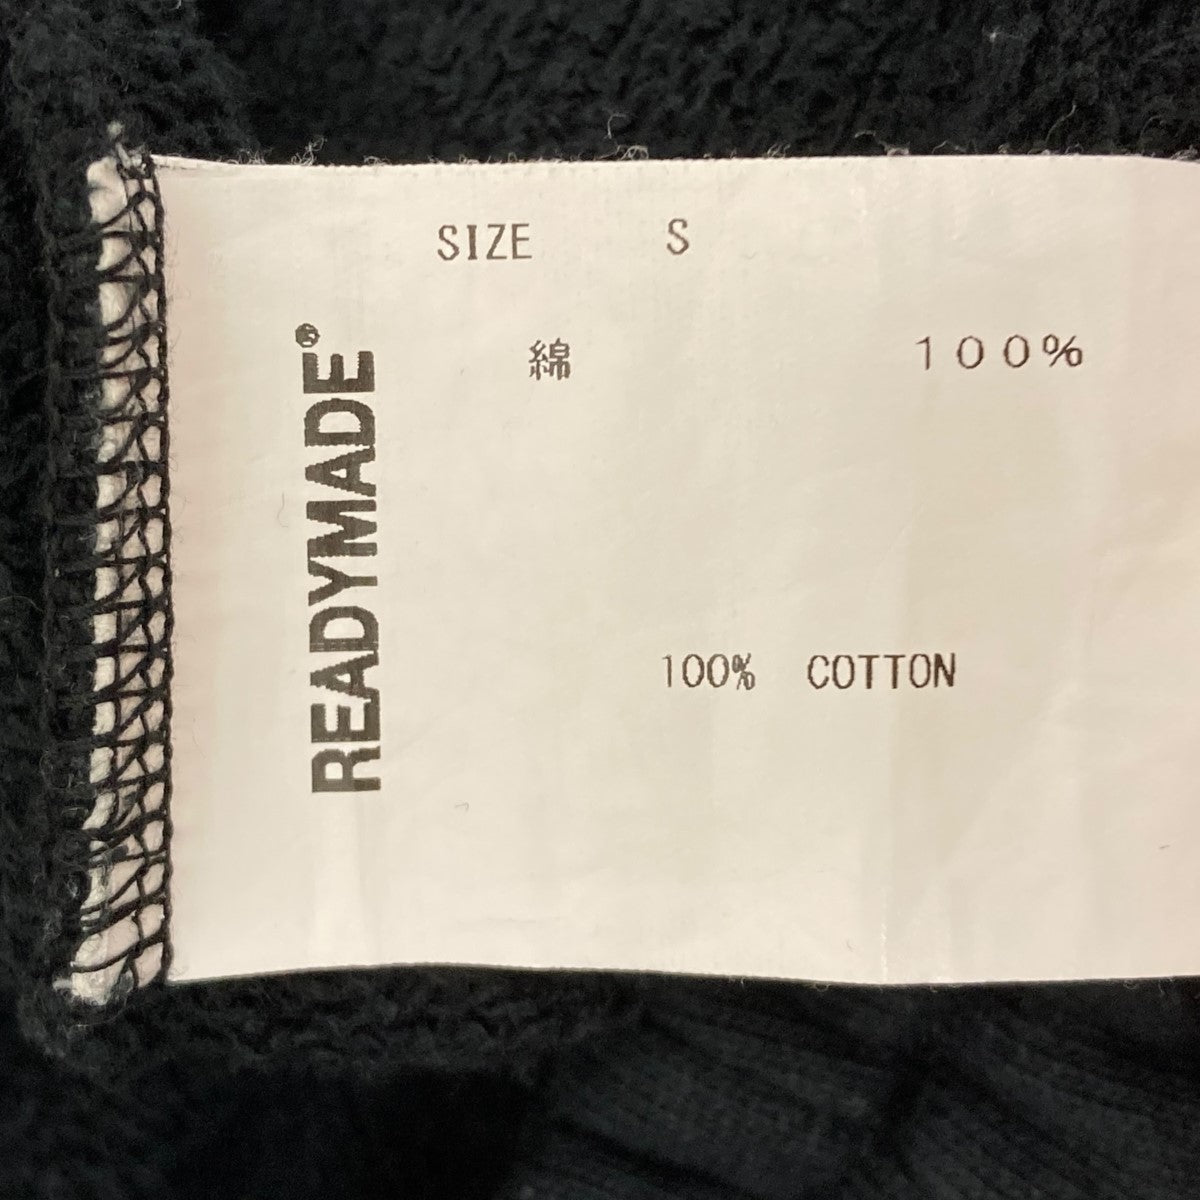 SIZE S
綿 100%
READYMADE®
100% COTTON